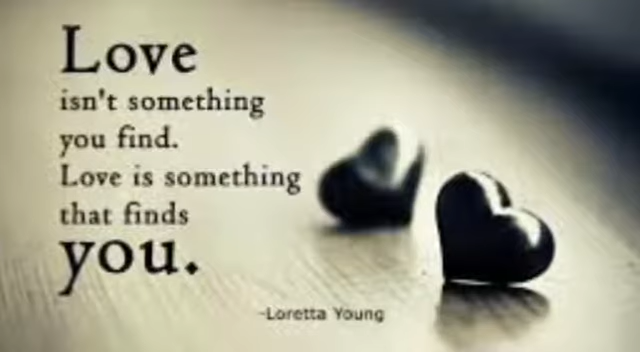 Love
isn't something
you find.
Love is something
that finds
you.
-Loretta Young